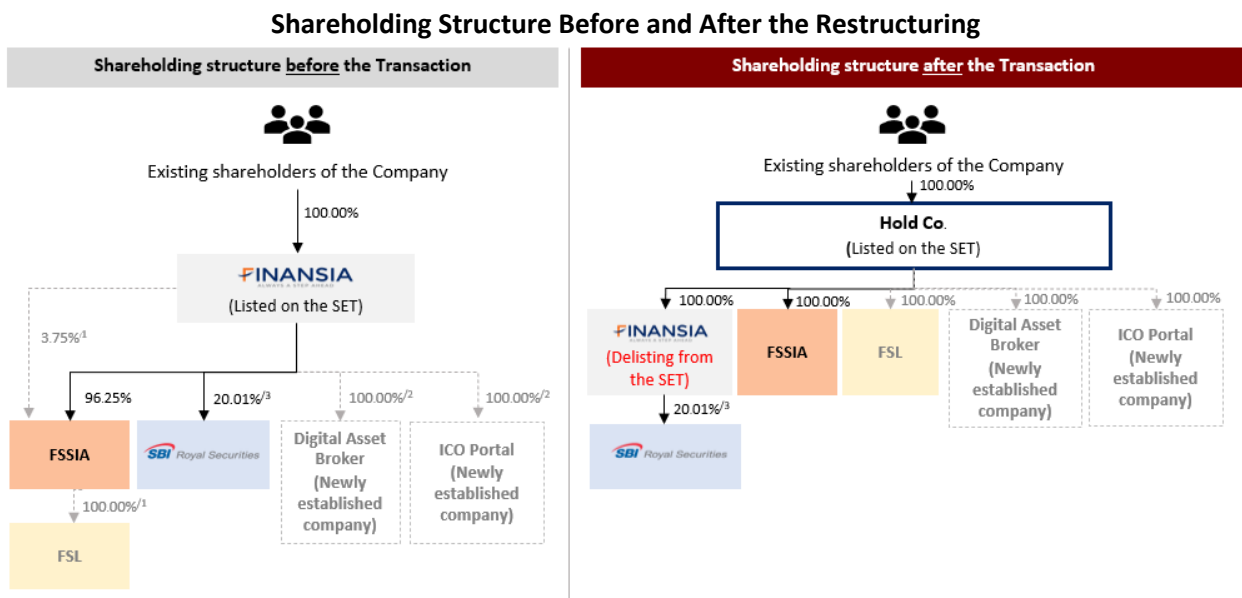 Shareholding Structure Before and After the Restructuring
Shareholding structure before the Transaction
Existing shareholders of the Company
100.00%
FINANSIA
ALWAYS A STEP AHEAD
(Listed on the SET)
3.75%/1
96.25%
20.01%/3
100.00%/2
100.00%/2
FSSIA
SBI Royal Securities
Digital Asset
Broker
(Newly
established
company)
ICO Portal
(Newly
established
company)
100.00%/1
FSL
Shareholding structure after the Transaction
Existing shareholders of the Company
100.00%
Hold Co.
(Listed on the SET)
100.00%
100.00%
100.00%
100.00%
100.00%
FINANSIA
ALWAYS A STEP AHEAD
(Delisting from
the SET)
FSSIA
FSL
Digital Asset
Broker
(Newly
established
company)
ICO Portal
(Newly
established
company)
20.01%/3
SBI Royal Securities